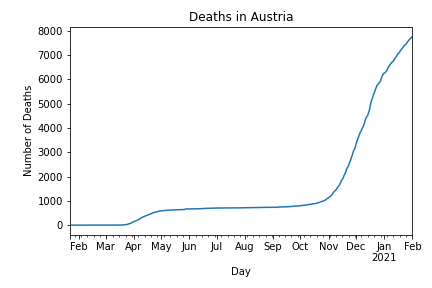 Deaths in Austria
8000
7000
6000
5000
4000
3000
2000
1000
0
Number of Deaths
Feb Mar Apr May Jun Jul Aug Sep Oct Nov Dec Jan Feb
2021
Day